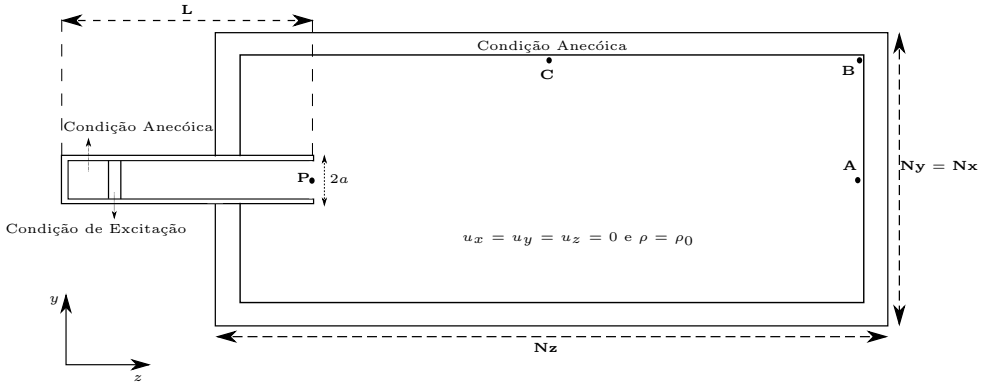 L
Condição Anecóica
C
B
Condição Anecóica
P
2a
A
Ny = Nx
Condição de Excitação
u_x = u_y = u_z = 0 e ρ = ρ_0
y
Nz
z